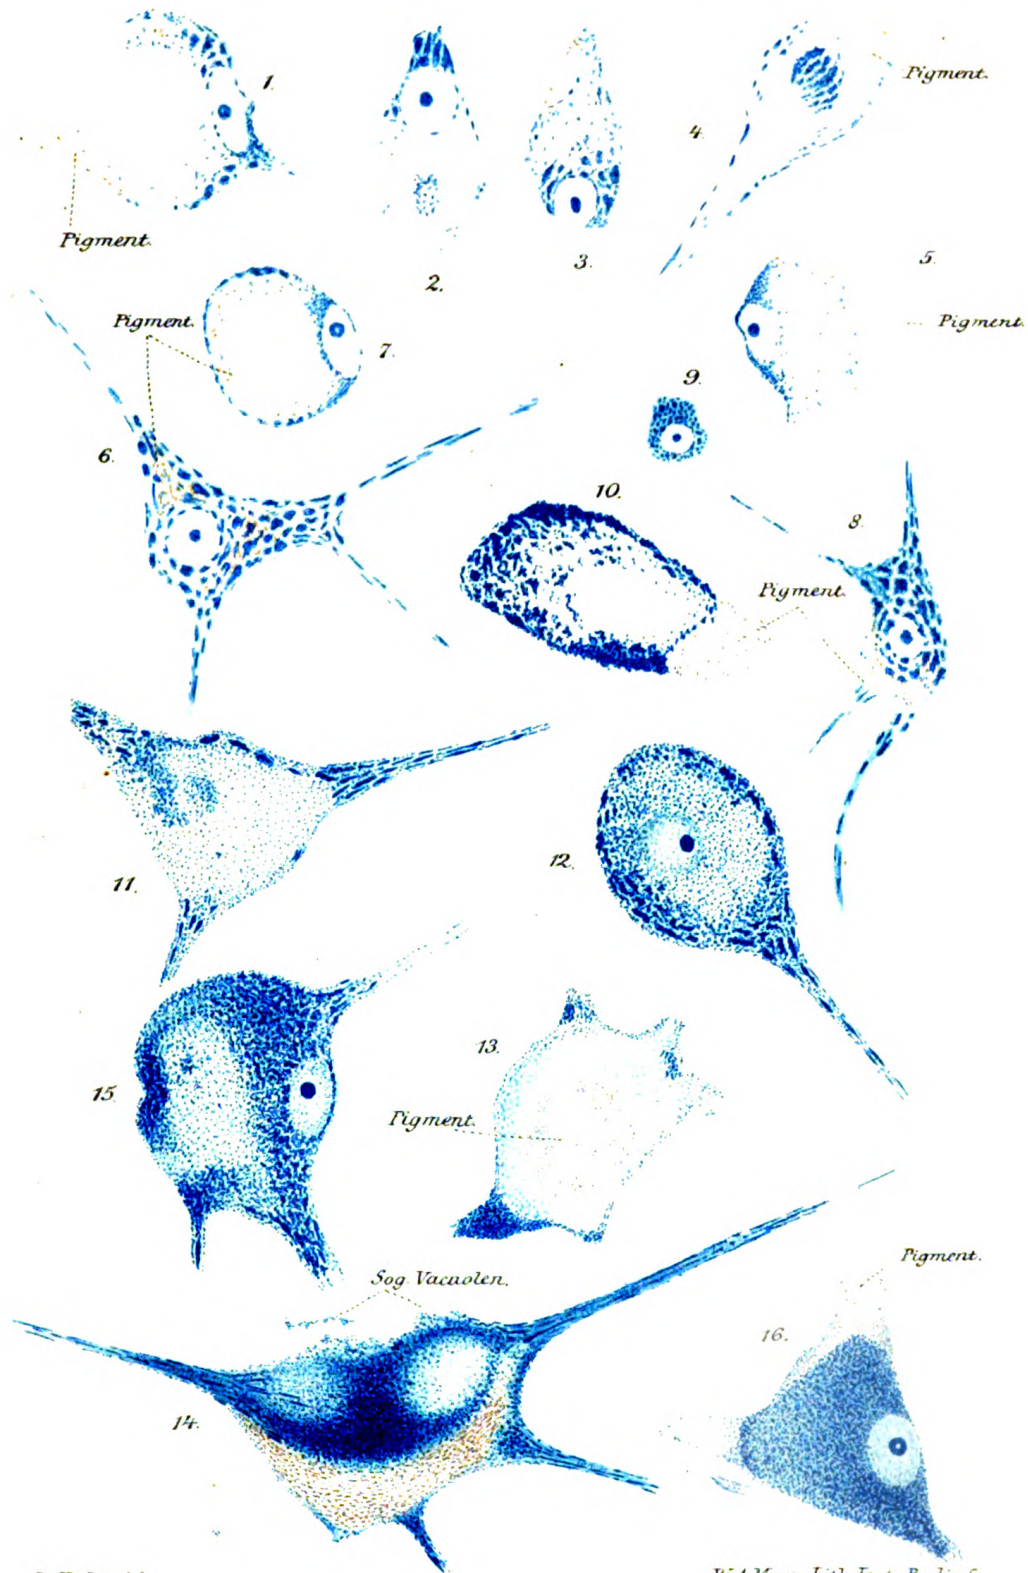 1.
Pigment.
4.
Pigment.
2.
3.
5.
Pigment.
Pigment.
7.
9.
6.
10.
8.
Pigment.
11.
12.
13.
15.
Pigment.
Sog. Vacuolen.
Pigment.
16.
14.